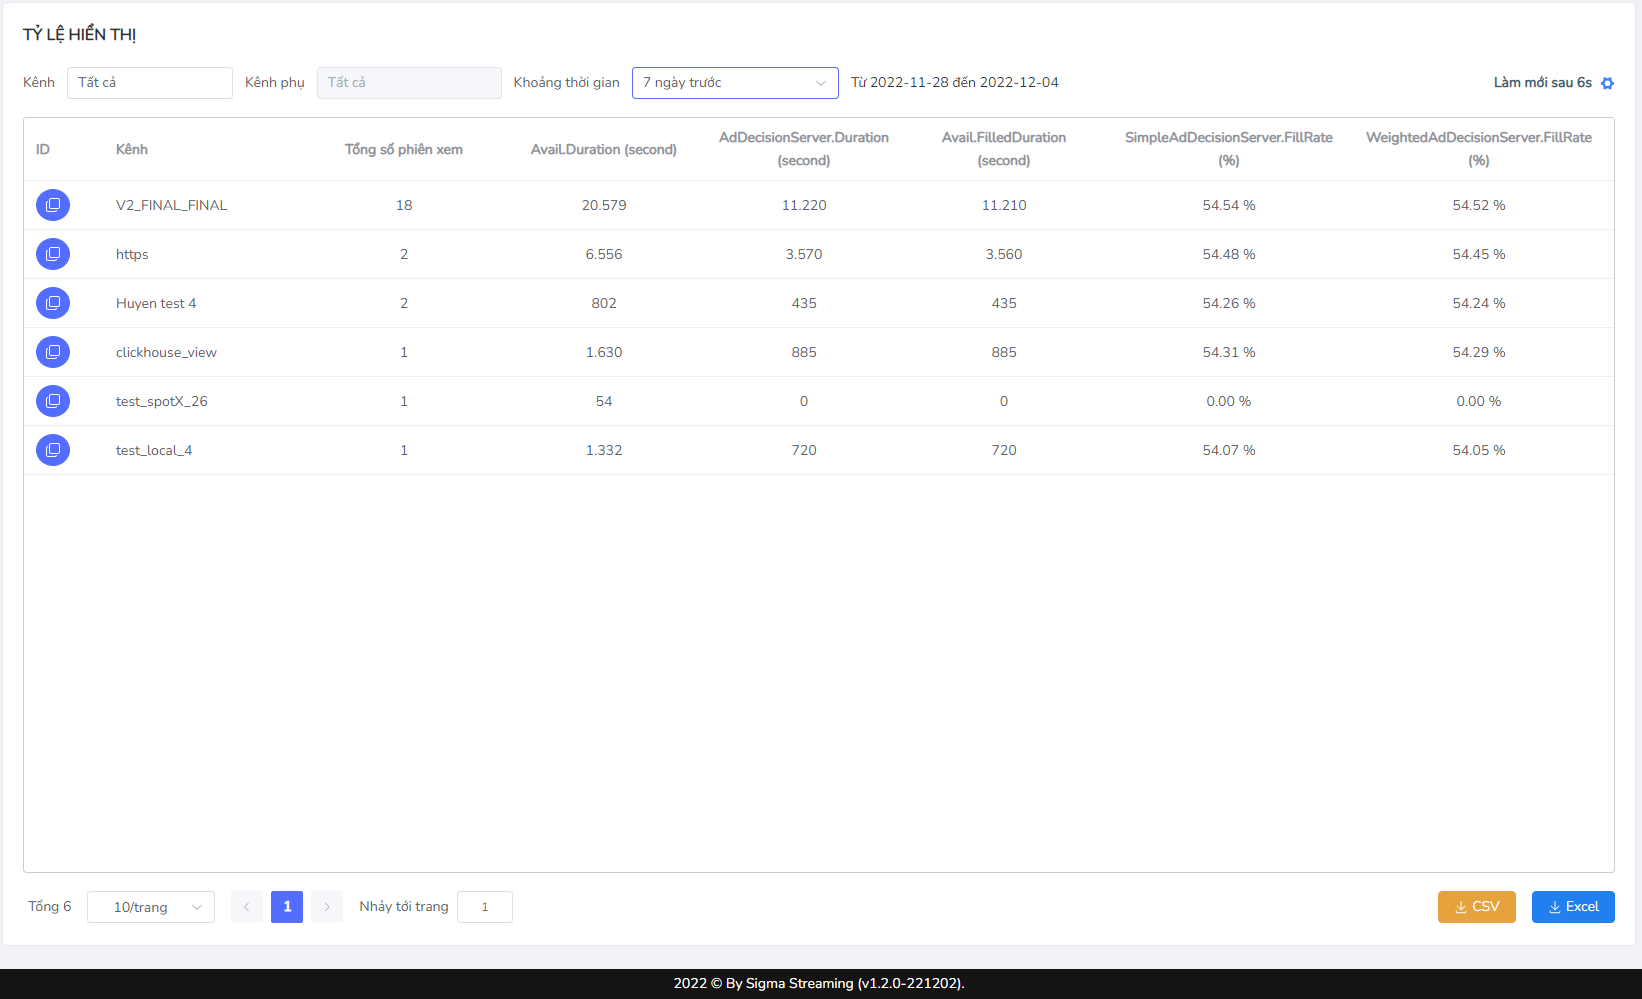 TỶ LỆ HIỂN THỊ
Kênh Tất cả Kênh phụ Tất cả Khoảng thời gian 7 ngày trước Từ 2022-11-28 đến 2022-12-04 Làm mới sau 6s
ID Kênh Tổng số phiên xem Avail.Duration (second) AdDecisionServer.Duration (second) Avail.FilledDuration (second) SimpleAdDecisionServer.FillRate (%) WeightedAdDecisionServer.FillRate (%)
V2_FINAL_FINAL 18 20.579 11.220 11.210 54.54 % 54.52 %
https 2 6.556 3.570 3.560 54.48 % 54.45 %
Huyen test 4 2 802 435 435 54.26 % 54.24 %
clickhouse_view 1 1.630 885 885 54.31 % 54.29 %
test_spotX_26 1 54 0 0 0.00 % 0.00 %
test_local_4 1 1.332 720 720 54.07 % 54.05 %
Tổng 6 10/trang 1 Nhảy tới trang 1 CSV Excel
2022 © By Sigma Streaming (v1.2.0-221202).